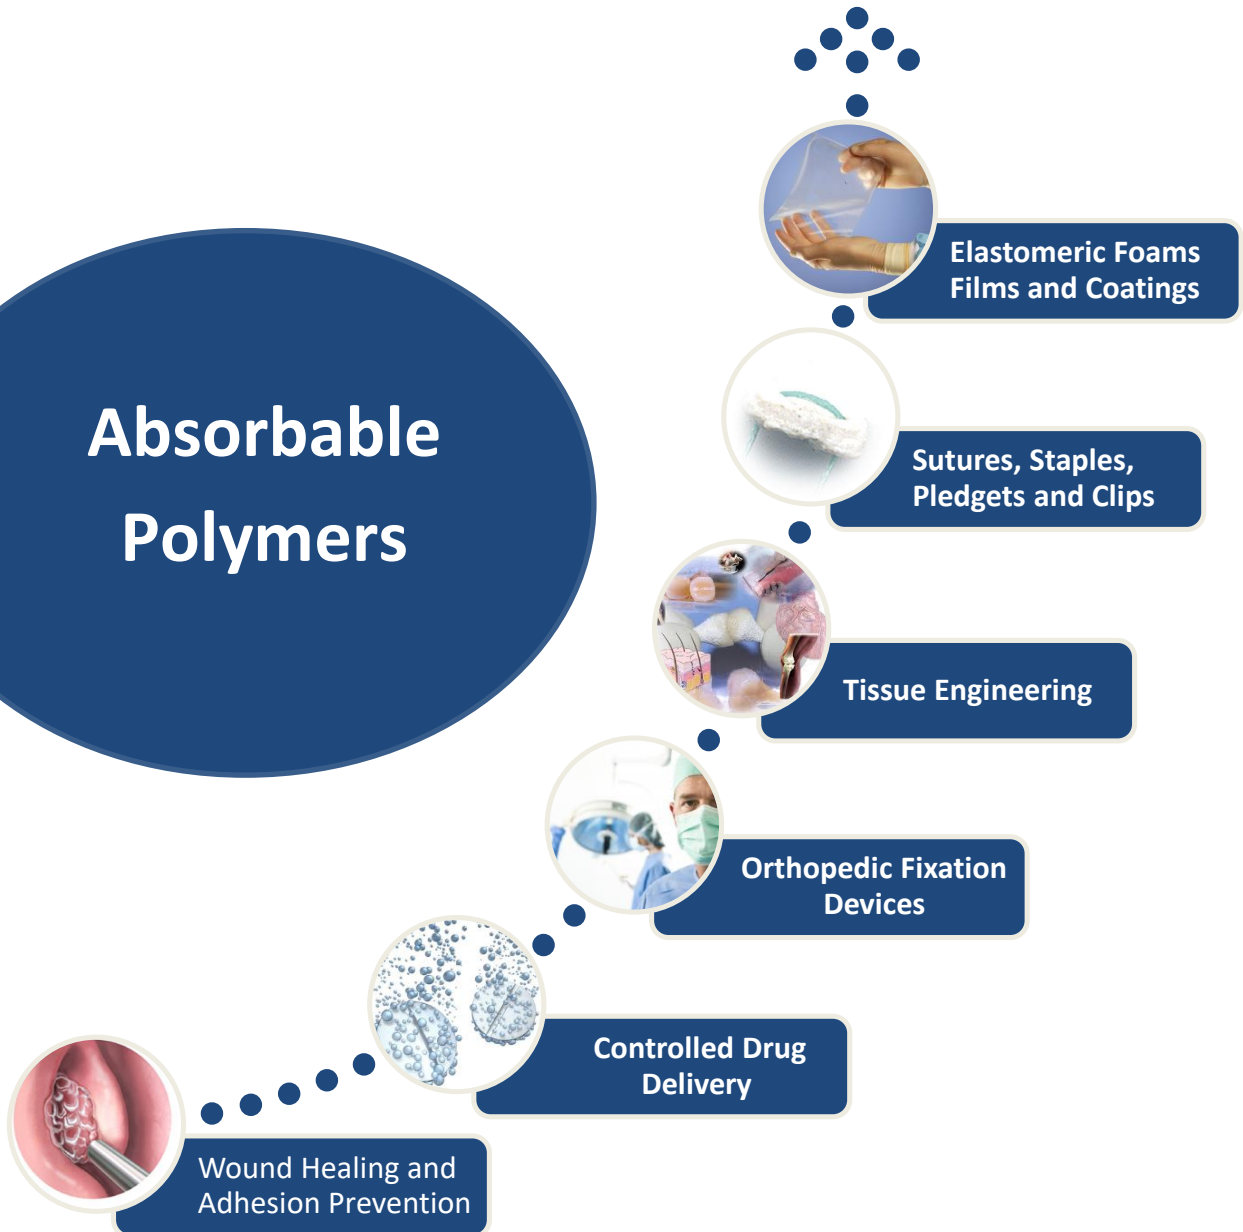 Absorbable
Polymers
Elastomeric Foams
Films and Coatings
Sutures, Staples,
Pledgets and Clips
Tissue Engineering
Orthopedic Fixation
Devices
Controlled Drug
Delivery
Wound Healing and
Adhesion Prevention